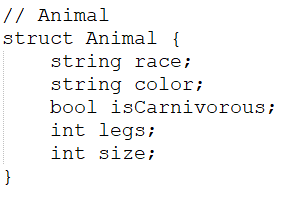 // Animal
struct Animal {
    string race;
    string color;
    bool isCarnivorous;
    int legs;
    int size;
}